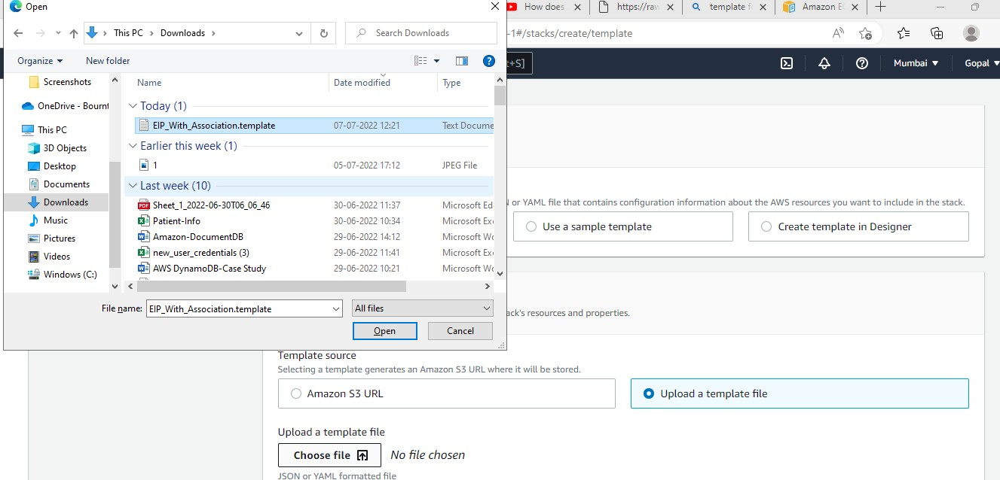 Open
How does
https://raw
template f
Amazon E
This PC > Downloads >
Search Downloads
-1#/stacks/create/template
Organize
New folder
t+S]
Mumbai
Gopal
Screenshots
OneDrive - Bournt
This PC
3D Objects
Desktop
Documents
Downloads
Music
Pictures
Videos
Windows (C:)
Name Date modified Type
Today (1)
EIP_With_Association.template 07-07-2022 12:21 Text Docume
Earlier this week (1)
1 05-07-2022 17:12 JPEG File
Last week (10)
Sheet_1_2022-06-30T06_06_46 30-06-2022 11:37 Microsoft Ed
Patient-Info 30-06-2022 10:34 Microsoft Exc
Amazon-DocumentDB 29-06-2022 14:12 Microsoft Wo
new_user_credentials (3) 29-06-2022 11:41 Microsoft Exc
AWS DynamoDB-Case Study 29-06-2022 10:21 Microsoft Wo
File name: EIP_With_Association.template
All files
Open
Cancel
N or YAML file that contains configuration information about the AWS resources you want to include in the stack.
Use a sample template
Create template in Designer
ack's resources and properties.
Template source
Selecting a template generates an Amazon S3 URL where it will be stored.
Amazon S3 URL
Upload a template file
Upload a template file
Choose file
No file chosen
JSON or YAML formatted file